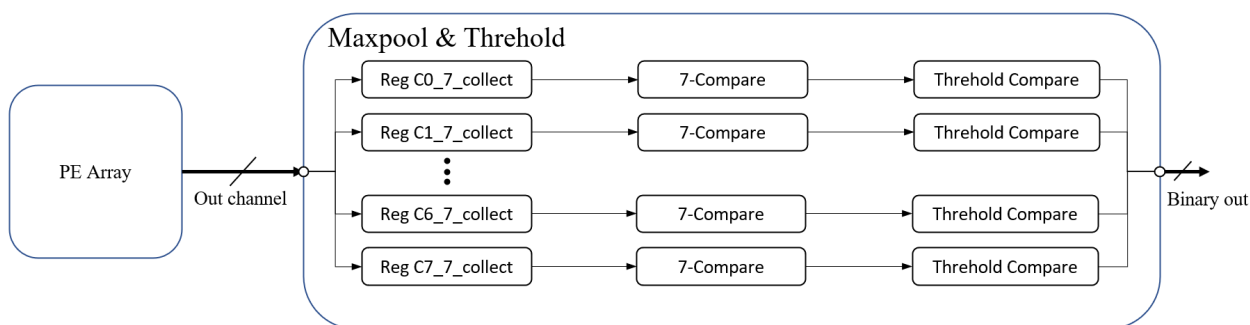 Maxpool & Threhold
Reg C0_7_collect 7-Compare Threhold Compare
Reg C1_7_collect 7-Compare Threhold Compare
PE Array
Out channel
Binary out
Reg C6_7_collect 7-Compare Threhold Compare
Reg C7_7_collect 7-Compare Threhold Compare